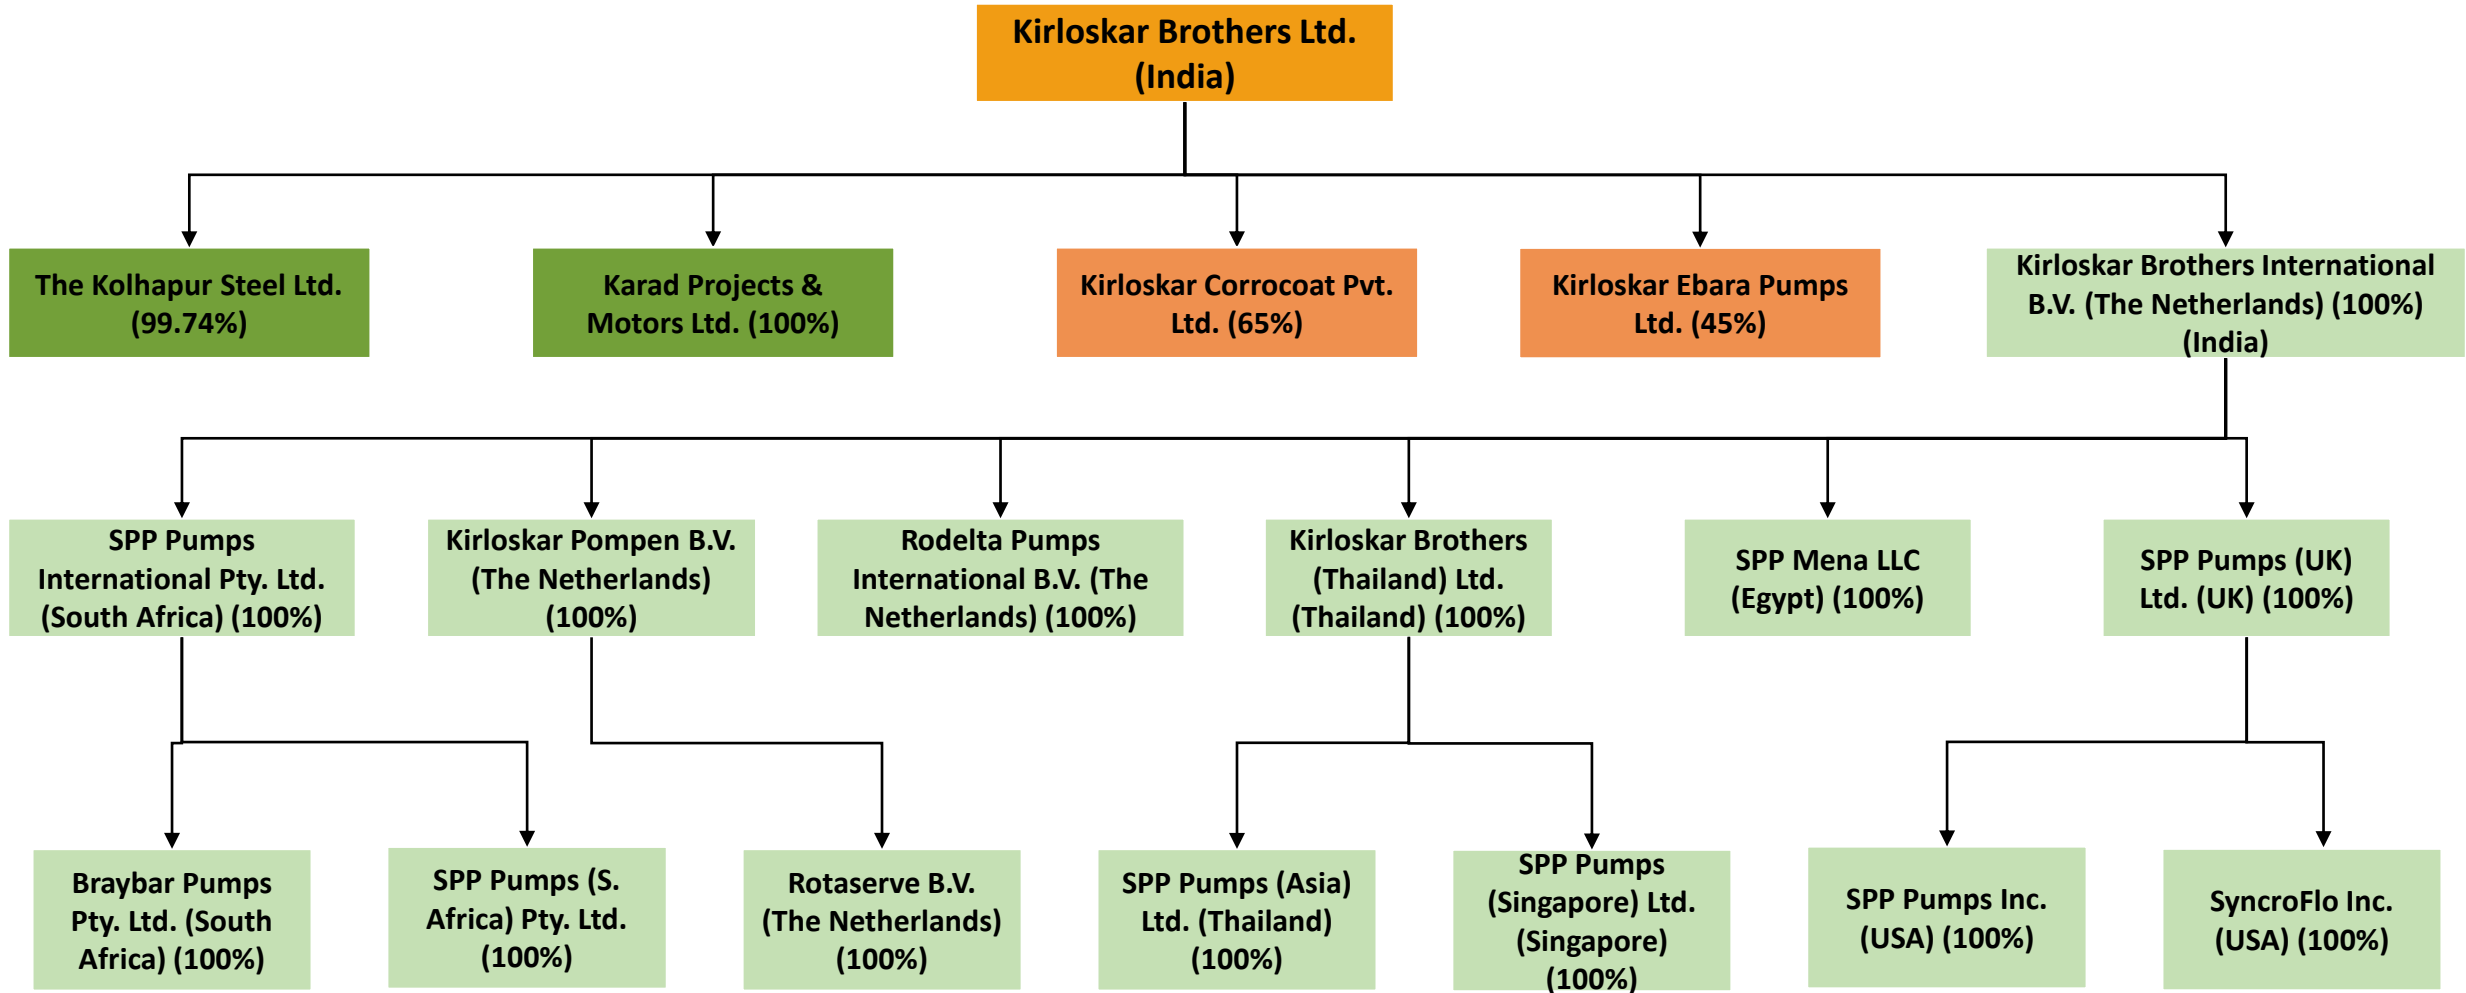 Kirloskar Brothers Ltd.
(India)
The Kolhapur Steel Ltd.
(99.74%)
Karad Projects &
Motors Ltd. (100%)
Kirloskar Corrocoat Pvt.
Ltd. (65%)
Kirloskar Ebara Pumps
Ltd. (45%)
Kirloskar Brothers International
B.V. (The Netherlands) (100%)
(India)
SPP Pumps
International Pty. Ltd.
(South Africa) (100%)
Kirloskar Pompen B.V.
(The Netherlands)
(100%)
Rodelta Pumps
International B.V. (The
Netherlands) (100%)
Kirloskar Brothers
(Thailand) Ltd.
(Thailand) (100%)
SPP Mena LLC
(Egypt) (100%)
SPP Pumps (UK)
Ltd. (UK) (100%)
Braybar Pumps
Pty. Ltd. (South
Africa) (100%)
SPP Pumps (S.
Africa) Pty. Ltd.
(100%)
Rotaserve B.V.
(The Netherlands)
(100%)
SPP Pumps (Asia)
Ltd. (Thailand)
(100%)
SPP Pumps
(Singapore) Ltd.
(Singapore)
(100%)
SPP Pumps Inc.
(USA) (100%)
SyncroFlo Inc.
(USA) (100%)